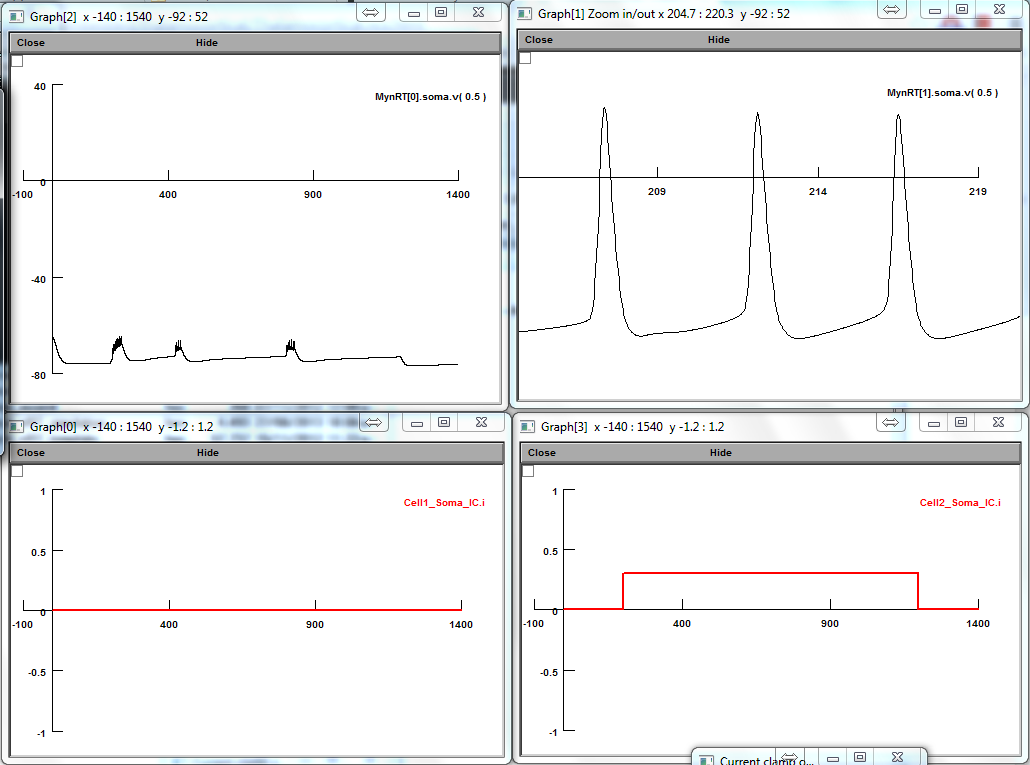 Graph[2] x -140 : 1540 y -92 : 52
Close Hide
MynRT[0].soma.v( 0.5 )
40
0
-40
-80
-100 400 900 1400
Graph[1] Zoom in/out x 204.7 : 220.3 y -92 : 52
Close Hide
MynRT[1].soma.v( 0.5 )
209 214 219
Graph[0] x -140 : 1540 y -1.2 : 1.2
Close Hide
Cell1_Soma_IC.i
1
0.5
0
-100 400 900 1400
-0.5
-1
Graph[3] x -140 : 1540 y -1.2 : 1.2
Close Hide
Cell2_Soma_IC.i
1
0.5
0
-100 400 900 1400
-0.5
-1
Current clamp o...